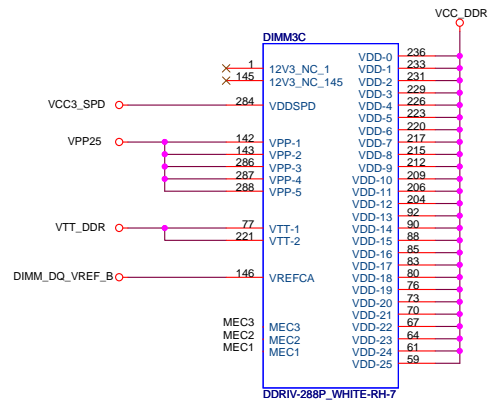 VCC_DDR
DIMM3C
1 12V3_NC_1
145 12V3_NC_145
VCC3_SPD 284 VDDSPD
VPP25 142 VPP-1
143 VPP-2
286 VPP-3
287 VPP-4
288 VPP-5
VTT_DDR 77 VTT-1
221 VTT-2
DIMM_DQ_VREF_B 146 VREFCA
MEC3 MEC3
MEC2 MEC2
MEC1 MEC1
VDD-0 236
VDD-1 233
VDD-2 231
VDD-3 229
VDD-4 226
VDD-5 223
VDD-6 220
VDD-7 217
VDD-8 215
VDD-9 212
VDD-10 209
VDD-11 206
VDD-12 204
VDD-13 92
VDD-14 90
VDD-15 88
VDD-16 85
VDD-17 83
VDD-18 80
VDD-19 76
VDD-20 73
VDD-21 70
VDD-22 67
VDD-23 64
VDD-24 61
VDD-25 59
DDRIV-288P_WHITE-RH-7